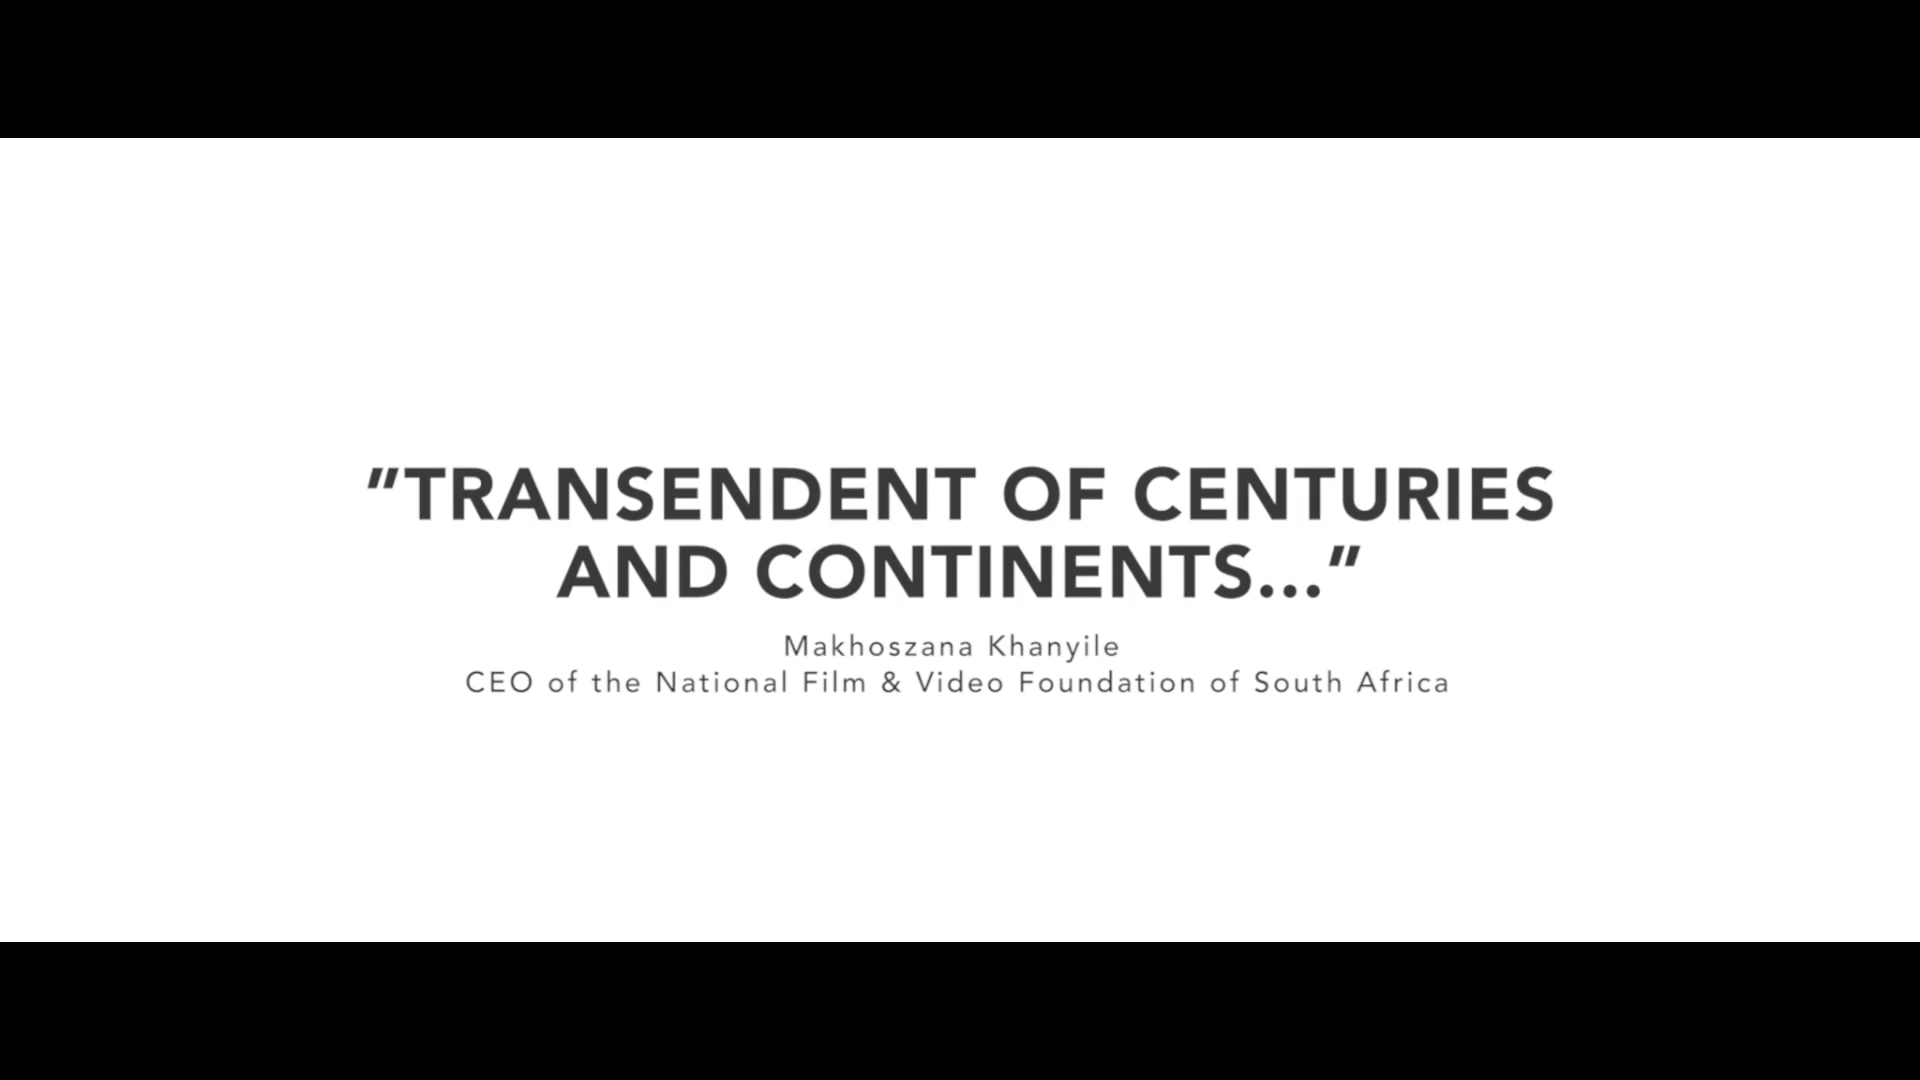 "TRANSENDENT OF CENTURIES
AND CONTINENTS..."
Makhoszana Khanyile
CEO of the National Film & Video Foundation of South Africa